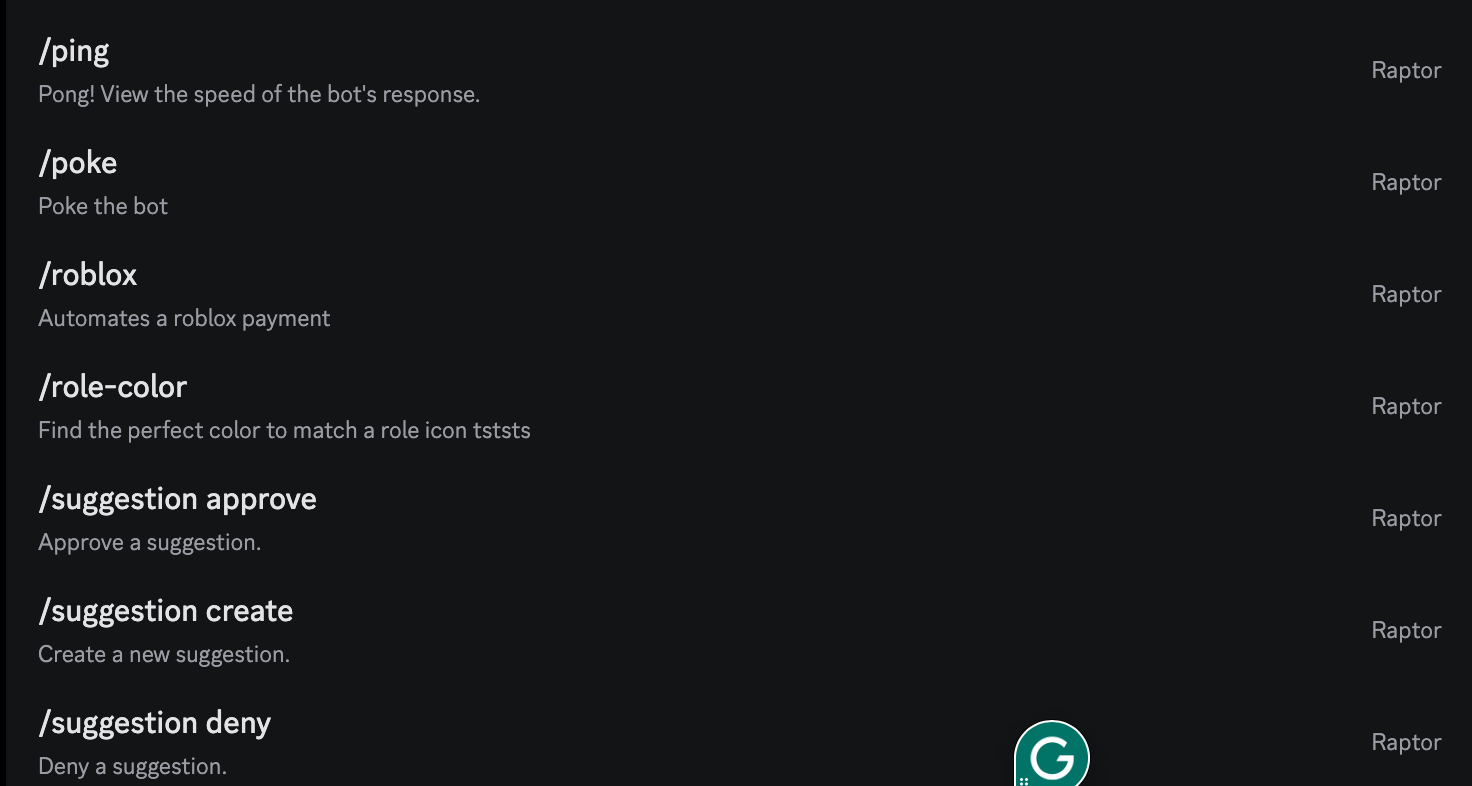 /ping
Pong! View the speed of the bot's response.
Raptor
/poke
Poke the bot
Raptor
/roblox
Automates a roblox payment
Raptor
/role-color
Find the perfect color to match a role icon tststs
Raptor
/suggestion approve
Approve a suggestion.
Raptor
/suggestion create
Create a new suggestion.
Raptor
/suggestion deny
Deny a suggestion.
Raptor
G